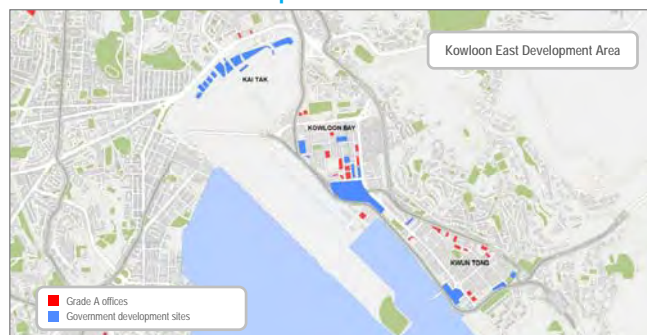 Kowloon East Development Area
KAI TAK
KOWLOON BAY
KWUN TONG
Grade A offices
Government development sites